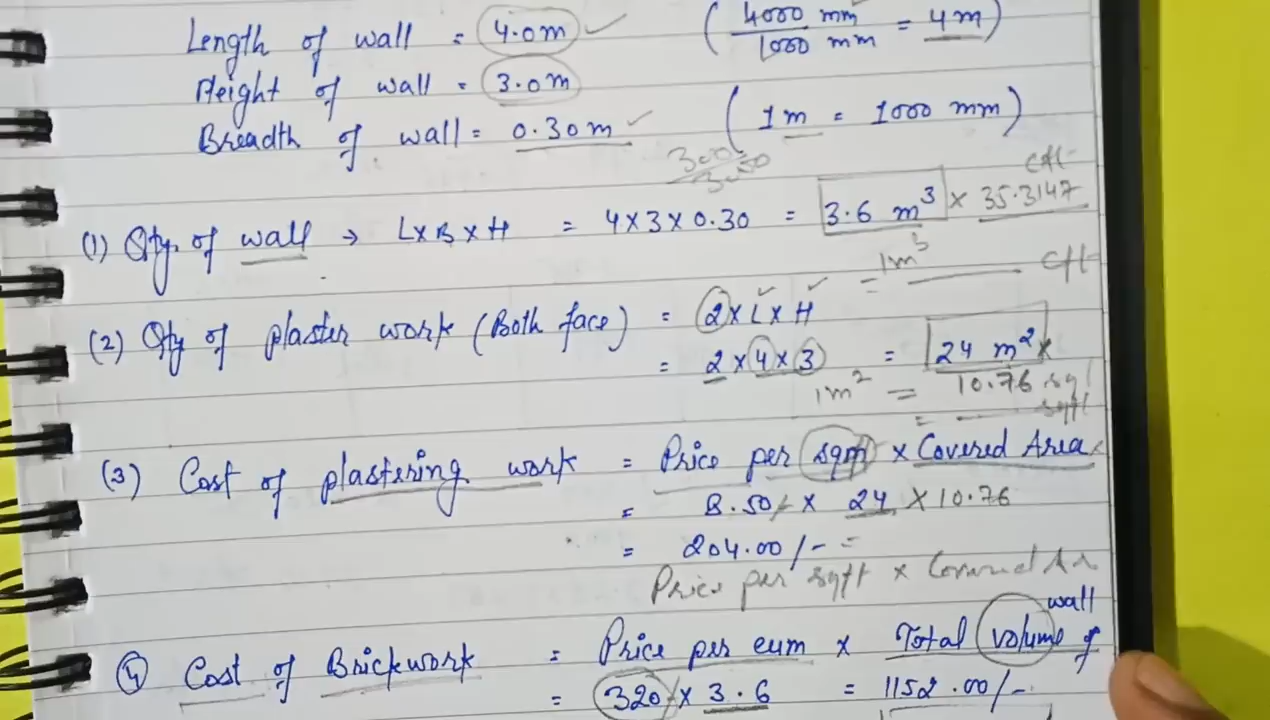 Length of wall = 4.0m ( 4000 mm / 1000 mm = 4m )
Height of wall = 3.0m
Breadth of wall = 0.30m ( 1m = 1000 mm )
cft
(1) Qty. of wall → L x B x H = 4 x 3 x 0.30 = 3.6 m³ x 35.3147
= 1m³ cft
(2) Qty of plaster work (Both face) = 2 x L x H
= 2 x 4 x 3 = 24 m² x
1m² = 10.76 sqft
= sqft
(3) Cost of plastering work = Price per sqm x Covered Area
= 8.50/- x 24 x 10.76
= 204.00/- =
Price per sqft x Covered
wall
(4) Cost of Brickwork = Price per cum x Total volume of
= 320/ x 3.6 = 1152.00/-